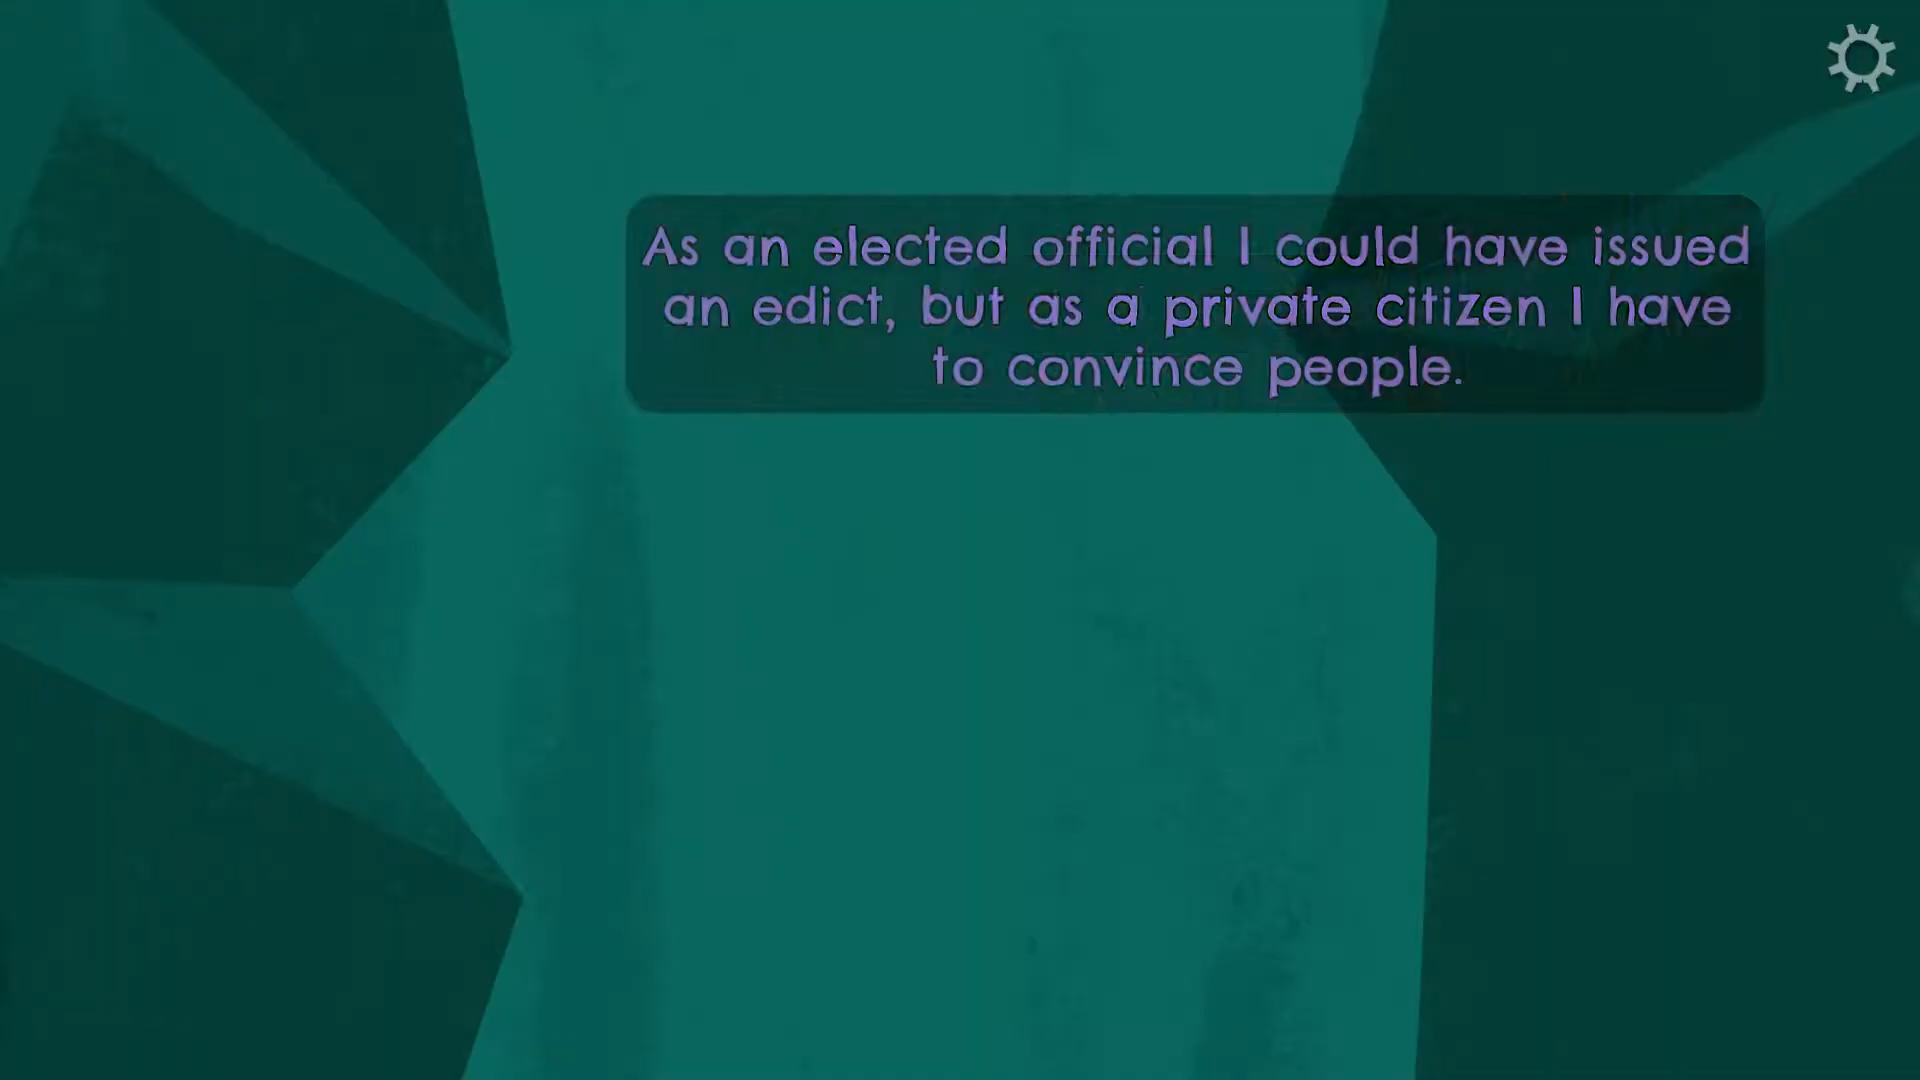 As an elected official I could have issued
an edict, but as a private citizen I have
to convince people.